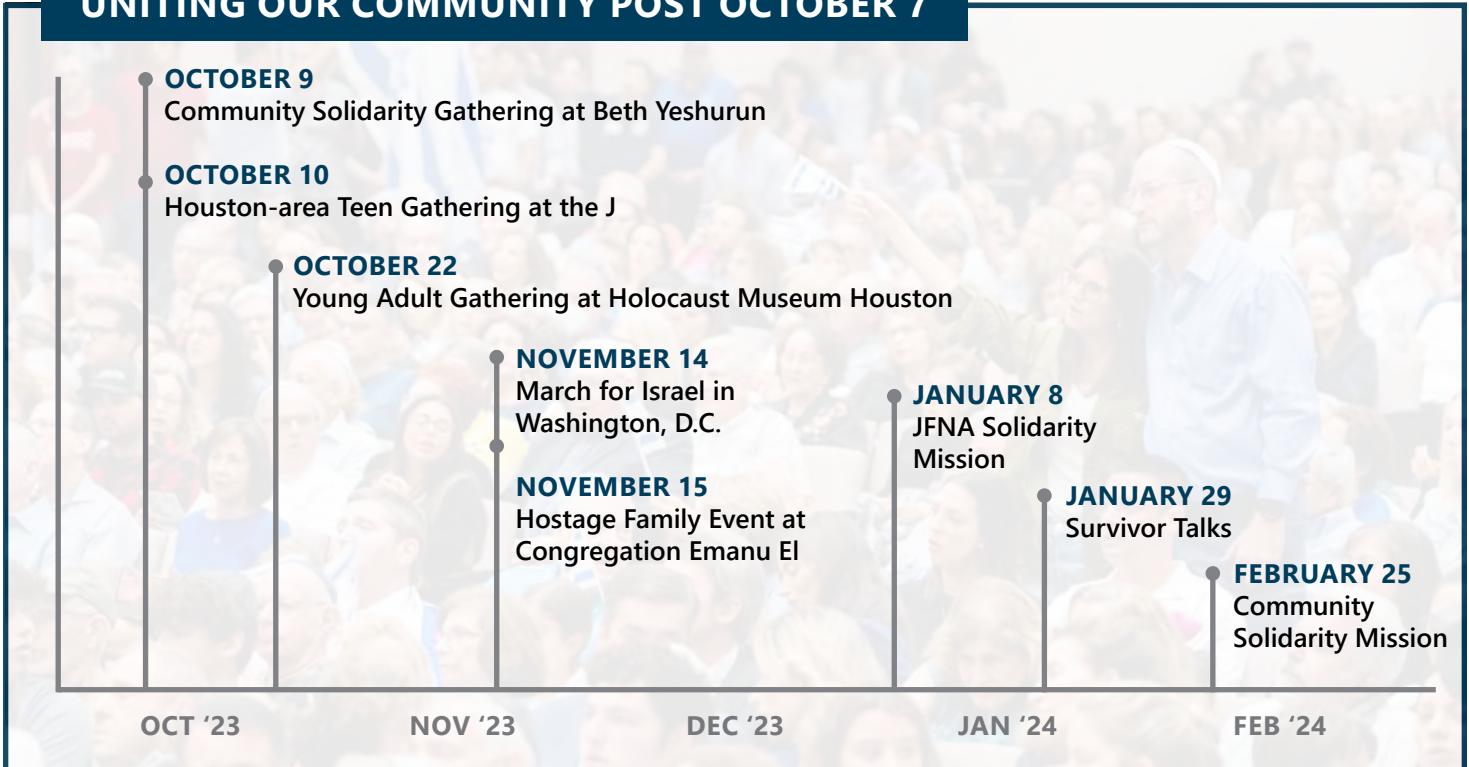 UNITING OUR COMMUNITY POST OCTOBER 7
OCTOBER 9
Community Solidarity Gathering at Beth Yeshurun
OCTOBER 10
Houston-area Teen Gathering at the J
OCTOBER 22
Young Adult Gathering at Holocaust Museum Houston
NOVEMBER 14
March for Israel in
Washington, D.C.
NOVEMBER 15
Hostage Family Event at
Congregation Emanu El
JANUARY 8
JFNA Solidarity
Mission
JANUARY 29
Survivor Talks
FEBRUARY 25
Community
Solidarity Mission
OCT ‘23
NOV ‘23
DEC ‘23
JAN ‘24
FEB ‘24